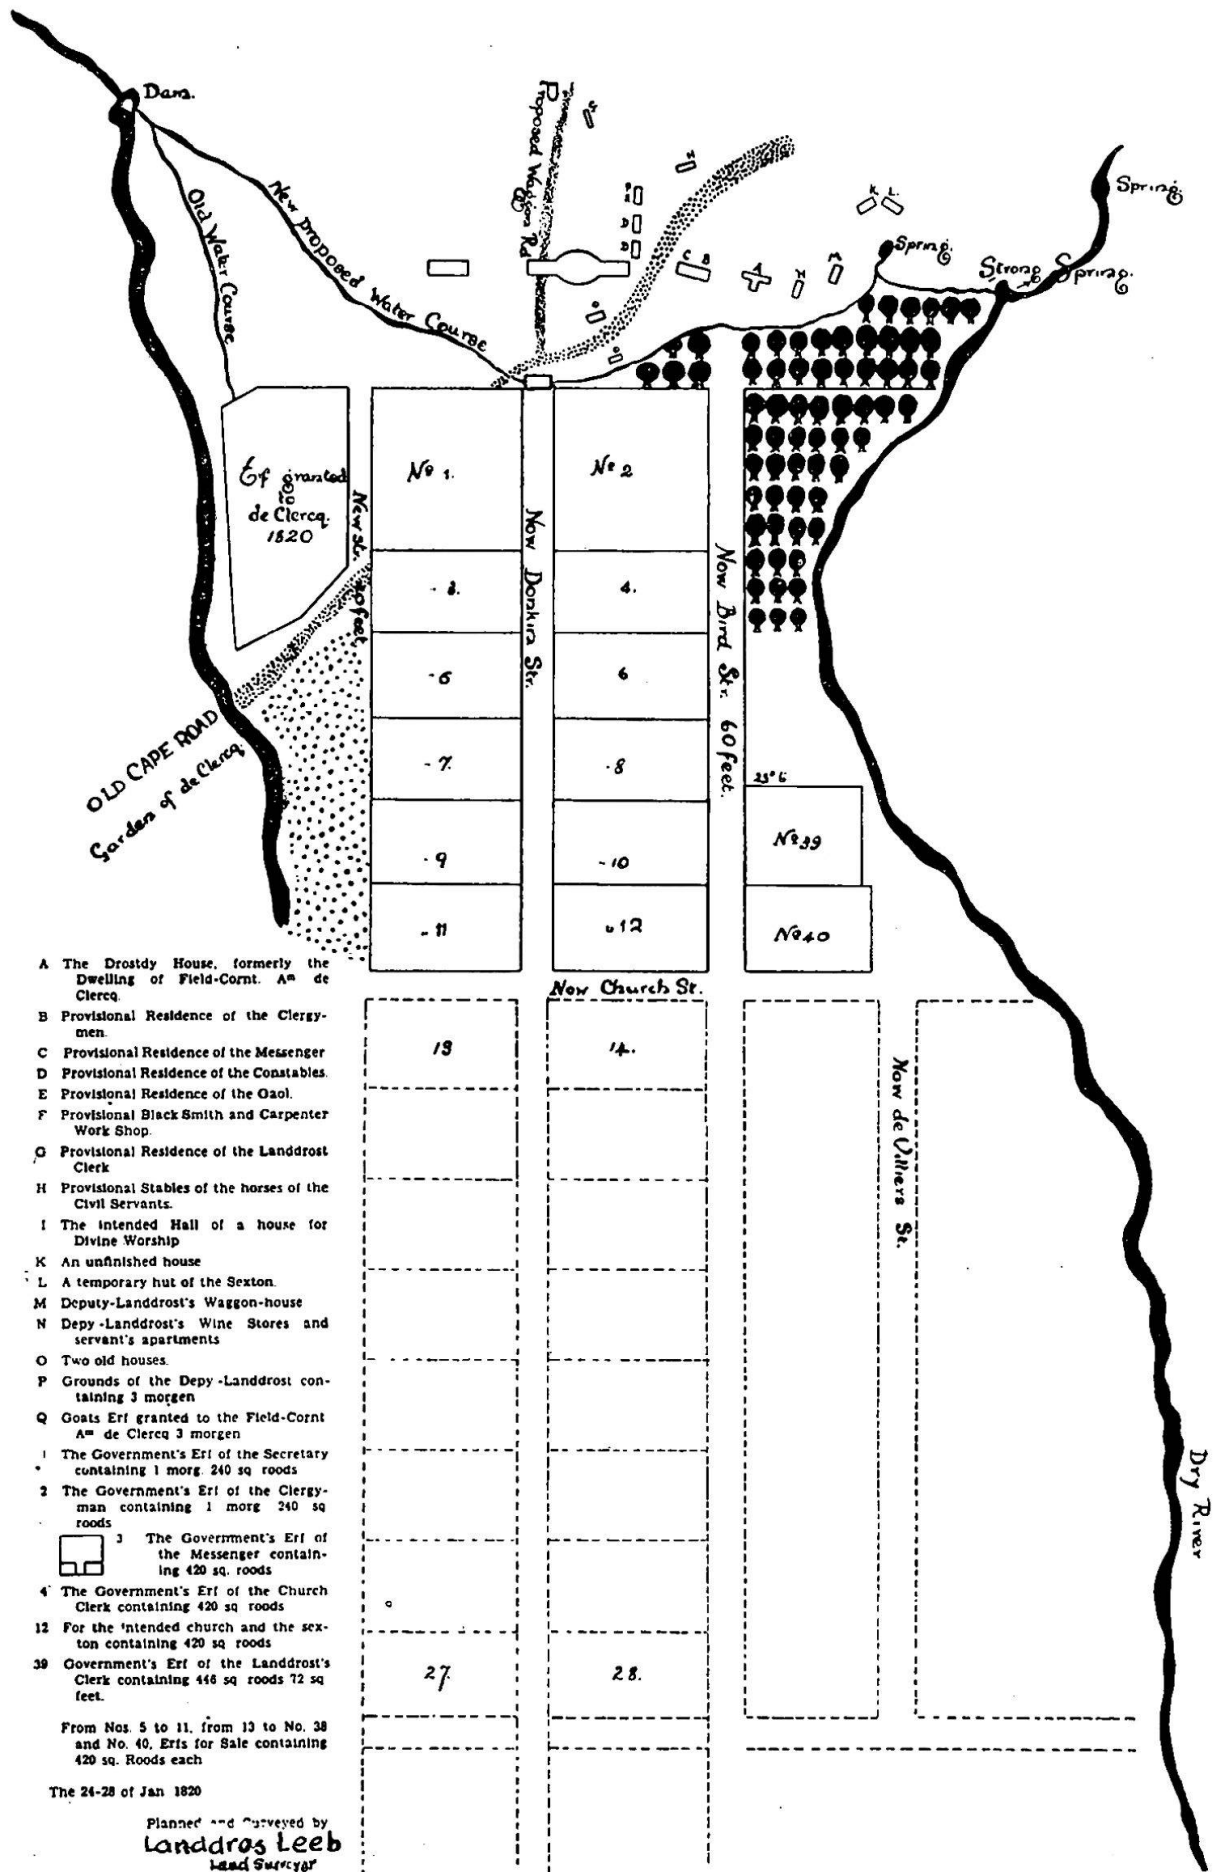 Dam.
Proposed Waggon Rd
Q
G
H
D
D
C B
A
N
M
K L.
O
O
Spring.
Spring.
Strong Spring.
Old Water Course
New proposed Water Course
Erf granted
to
de Clercq.
1820
New Str. 40 feet
Now Donkin Str.
Now Bird Str. 60 feet.
No 1.
No 2
- 3.
4.
6
- 7.
- 8
- 9
- 10
- 11
12
No 39
No 40
OLD CAPE ROAD
Garden of de Clercq.
Now Church St.
13
14.
Now de Villiers St.
27.
28.
Dry River
A The Drostdy House, formerly the
Dwelling of Field-Cornt. Am de
Clercq.
B Provisional Residence of the Clergy-
men.
C Provisional Residence of the Messenger
D Provisional Residence of the Constables.
E Provisional Residence of the Gaol.
F Provisional Black Smith and Carpenter
Work Shop.
G Provisional Residence of the Landdrost
Clerk
H Provisional Stables of the horses of the
Civil Servants.
I The intended Hall of a house for
Divine Worship
K An unfinished house
L A temporary hut of the Sexton.
M Deputy-Landdrost's Waggon-house
N Depy-Landdrost's Wine Stores and
servant's apartments
O Two old houses.
P Grounds of the Depy-Landdrost con-
taining 3 morgen
Q Goats Erf granted to the Field-Cornt
Am de Clercq 3 morgen
1 The Government's Erf of the Secretary
containing 1 morg. 240 sq roods
2 The Government's Erf of the Clergy-
man containing 1 morg 240 sq
roods
3 The Government's Erf of
the Messenger contain-
ing 420 sq. roods
4 The Government's Erf of the Church
Clerk containing 420 sq roods
12 For the intended church and the sex-
ton containing 420 sq roods
39 Government's Erf of the Landdrost's
Clerk containing 446 sq roods 72 sq
feet.
From Nos. 5 to 11, from 13 to No. 38
and No. 40, Erfs for Sale containing
420 sq. Roods each
The 24-28 of Jan 1820
Planned and Surveyed by
Landdros Leeb
Land Surveyor